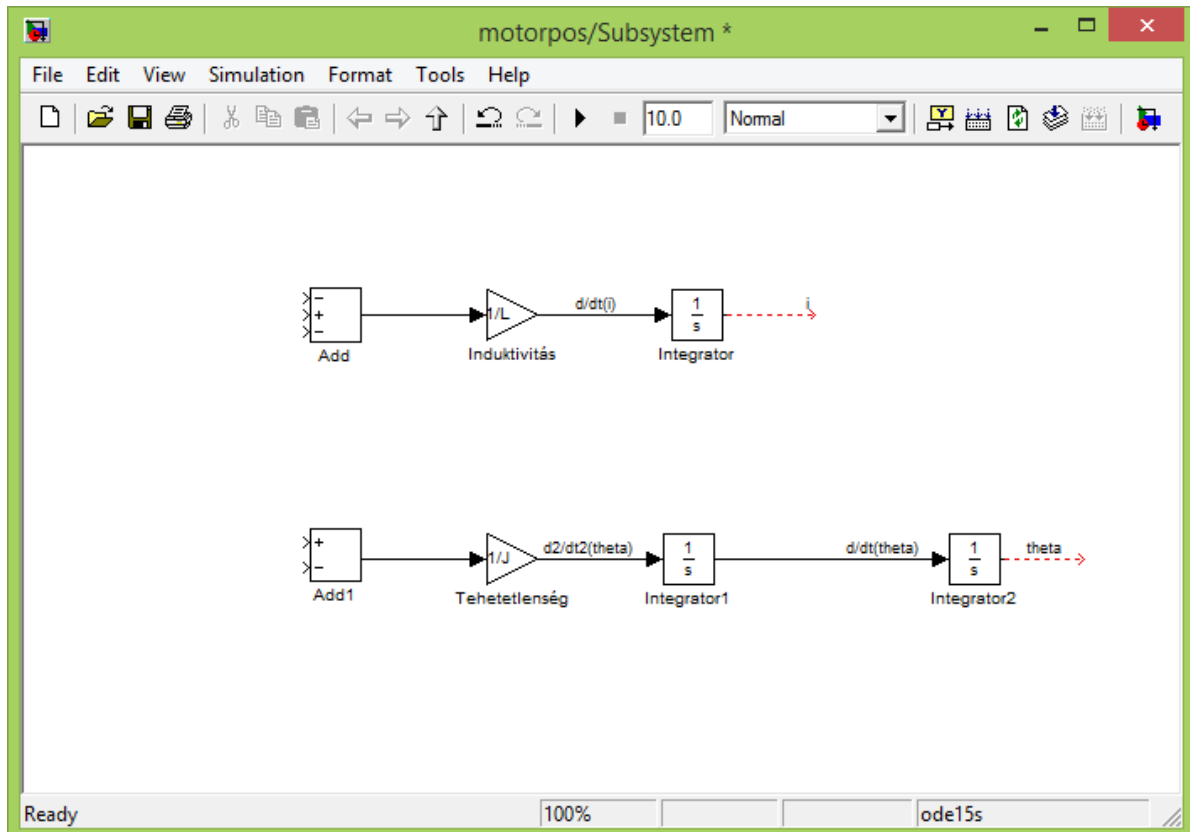 motorpos/Subsystem *
File Edit View Simulation Format Tools Help
10.0 Normal
−
+
−
Add
1/L
Induktivitás
d/dt(i)
1
s
Integrator
i
+
−
Add1
1/J
Tehetetlenség
d2/dt2(theta)
1
s
Integrator1
d/dt(theta)
1
s
Integrator2
theta
Ready 100% ode15s